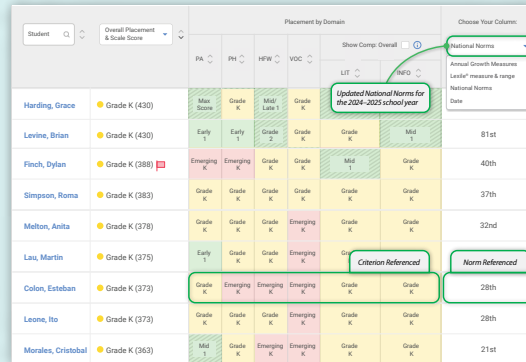 Placement by Domain
Choose Your Column:
Student
Overall Placement
& Scale Score
PA
PH
HFW
VOC
Show Comp: Overall
LIT
INFO
National Norms
Annual Growth Measures
Lexile® measure & range
National Norms
Date
Updated National Norms for
the 2024–2025 school year
Harding, Grace
Grade K (430)
Max
Score
Grade
K
Mid/
Late 1
Grade
K
Levine, Brian
Grade K (430)
Early
1
Early
1
Grade
2
Grade
K
Grade
K
Mid
1
81st
Finch, Dylan
Grade K (388)
Emerging
K
Emerging
K
Grade
K
Grade
K
Mid
1
Grade
K
40th
Simpson, Roma
Grade K (383)
Grade
K
Grade
K
Grade
K
Grade
K
Grade
K
Grade
K
37th
Melton, Anita
Grade K (378)
Grade
K
Grade
K
Grade
K
Emerging
K
Grade
K
Grade
K
32nd
Lau, Martin
Grade K (375)
Early
1
Grade
K
Grade
K
Emerging
K
Criterion Referenced
Norm Referenced
Colon, Esteban
Grade K (373)
Grade
K
Emerging
K
Emerging
K
Emerging
K
Grade
K
Grade
K
28th
Leone, Ito
Grade K (373)
Grade
K
Grade
K
Grade
K
Emerging
K
Grade
K
Grade
K
28th
Morales, Cristobal
Grade K (363)
Mid
1
Grade
K
Emerging
K
Emerging
K
Grade
K
Grade
K
21st